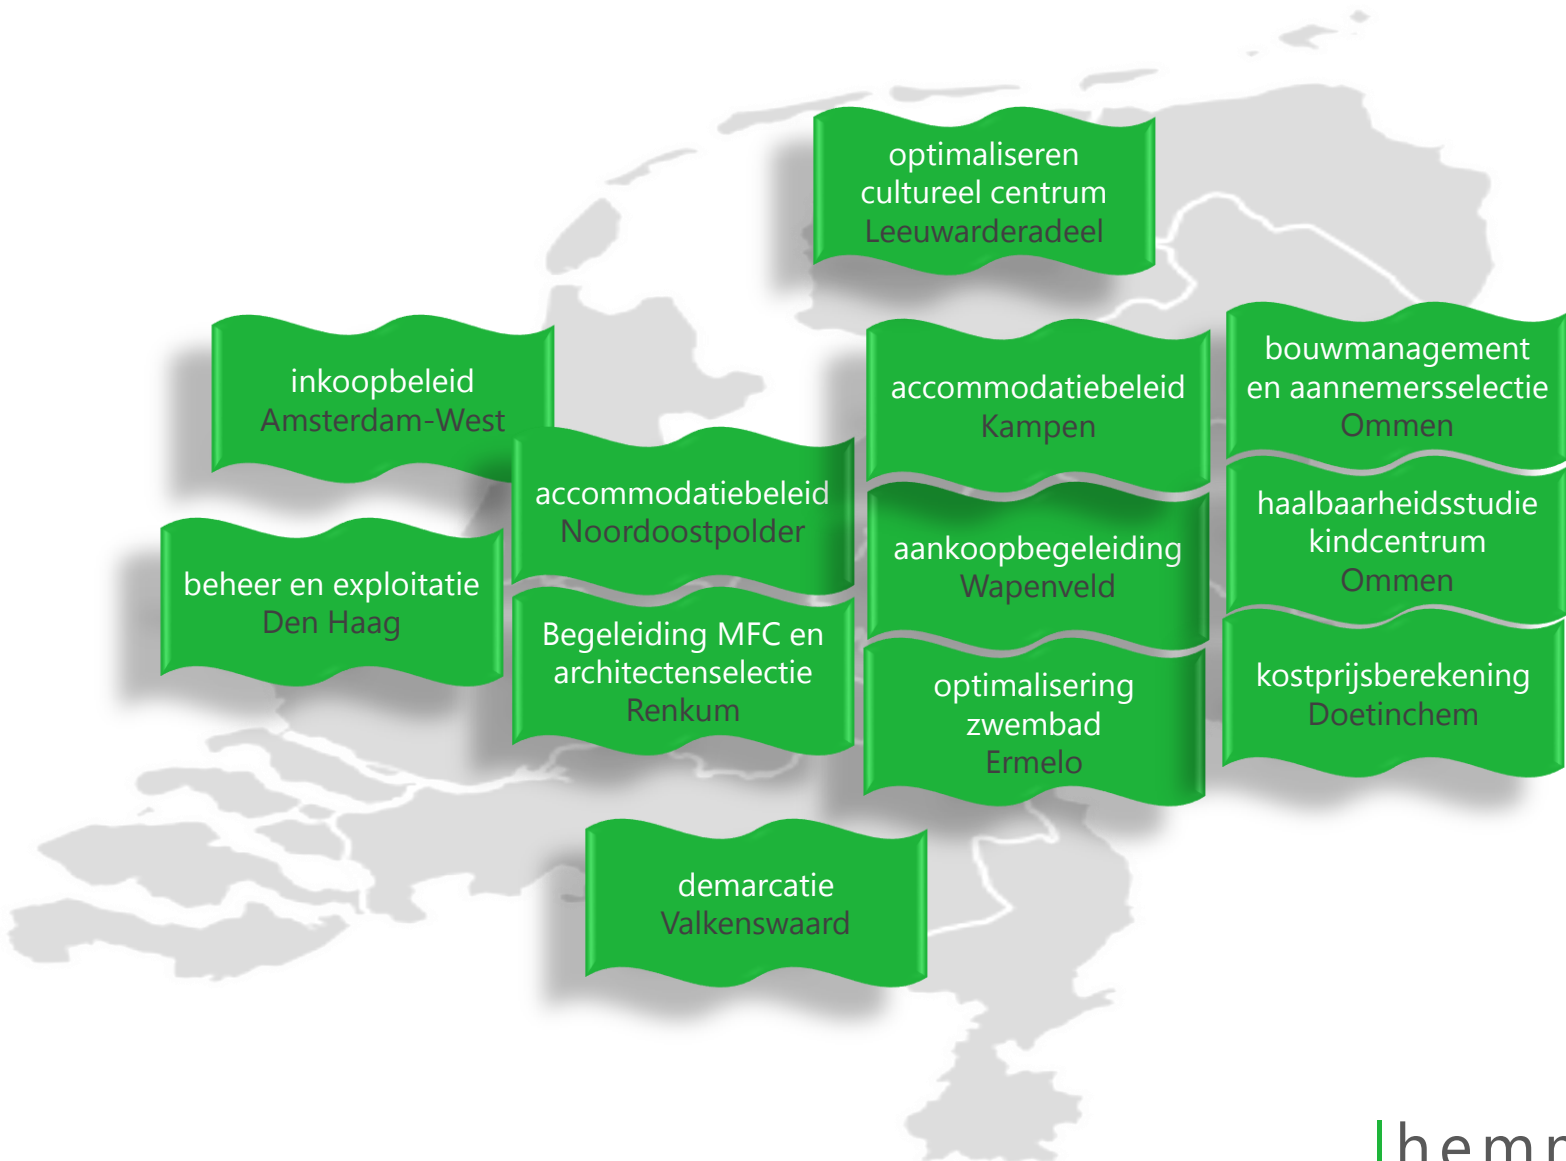 optimaliseren
cultureel centrum
Leeuwarderadeel
inkoopbeleid
Amsterdam-West
accommodatiebeleid
Kampen
bouwmanagement
en aannemersselectie
Ommen
accommodatiebeleid
Noordoostpolder
aankoopbegeleiding
Wapenveld
haalbaarheidsstudie
kindcentrum
Ommen
beheer en exploitatie
Den Haag
Begeleiding MFC en
architectenselectie
Renkum
optimalisering
zwembad
Ermelo
kostprijsberekening
Doetinchem
demarcatie
Valkenswaard